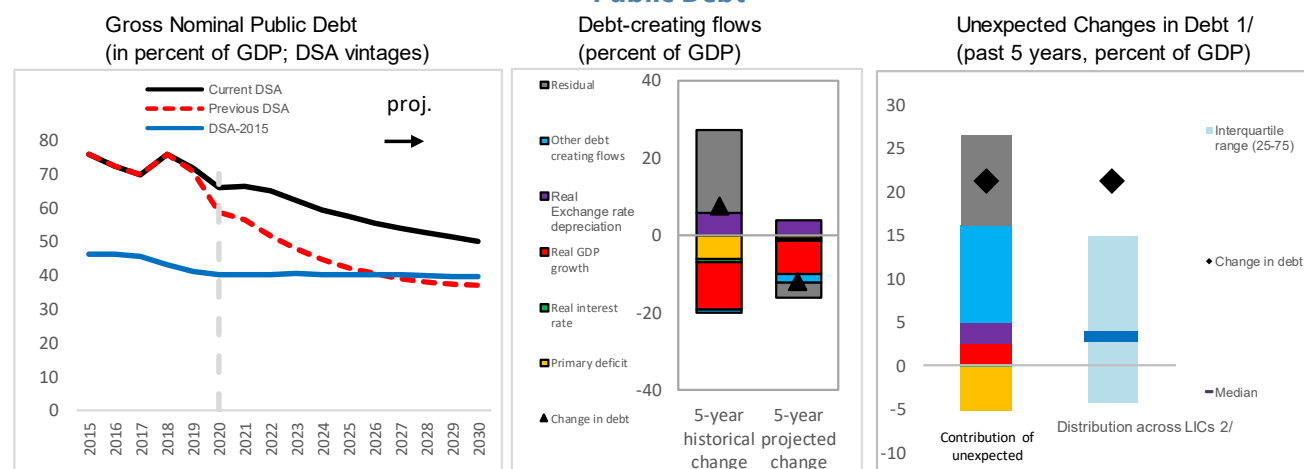 Public Debt
Gross Nominal Public Debt
(in percent of GDP; DSA vintages)
Current DSA
Previous DSA
DSA-2015
proj.
80
70
60
50
40
30
20
10
0
2015
2016
2017
2018
2019
2020
2021
2022
2023
2024
2025
2026
2027
2028
2029
2030
Debt-creating flows
(percent of GDP)
Residual
Other debt
creating flows
Real
Exchange rate
depreciation
Real GDP
growth
Real interest
rate
Primary deficit
Change in debt
40
20
0
-20
-40
5-year
historical
change
5-year
projected
change
Unexpected Changes in Debt 1/
(past 5 years, percent of GDP)
30
25
20
15
10
5
0
-5
-10
Interquartile
range (25-75)
Change in debt
Median
Contribution of
unexpected
Distribution across LICs 2/